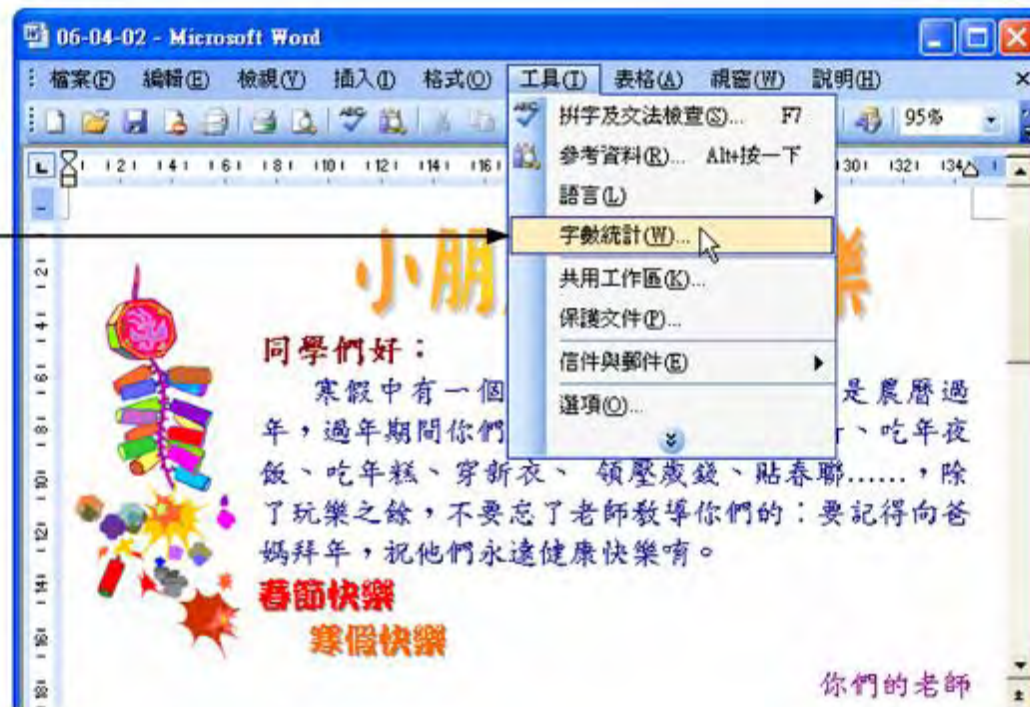 06-04-02 - Microsoft Word
檔案(F) 編輯(E) 檢視(V) 插入(I) 格式(O) 工具(T) 表格(A) 視窗(W) 說明(H)
95%
拼字及文法檢查(S)... F7
參考資料(R)... Alt+按一下
語言(L)
字數統計(W)...
共用工作區(K)...
保護文件(P)...
信件與郵件(E)
選項(O)...
小朋 樂
同學們好：
寒假中有一個 是農曆過
年，過年期間你們 、吃年夜
飯、吃年糕、穿新衣、 領壓歲錢、貼春聯......，除
了玩樂之餘，不要忘了老師教導你們的：要記得向爸
媽拜年，祝他們永遠健康快樂唷。
春節快樂
寒假快樂
你們的老師